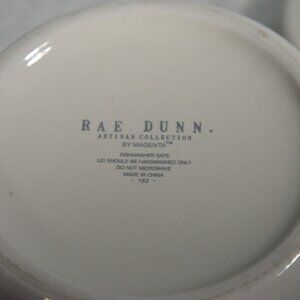 RAE DUNN.
ARTISAN COLLECTION
BY MAGENTA™
DISHWASHER SAFE
LID SHOULD BE HANDWASHED ONLY
DO NOT MICROWAVE
MADE IN CHINA
- 182 -